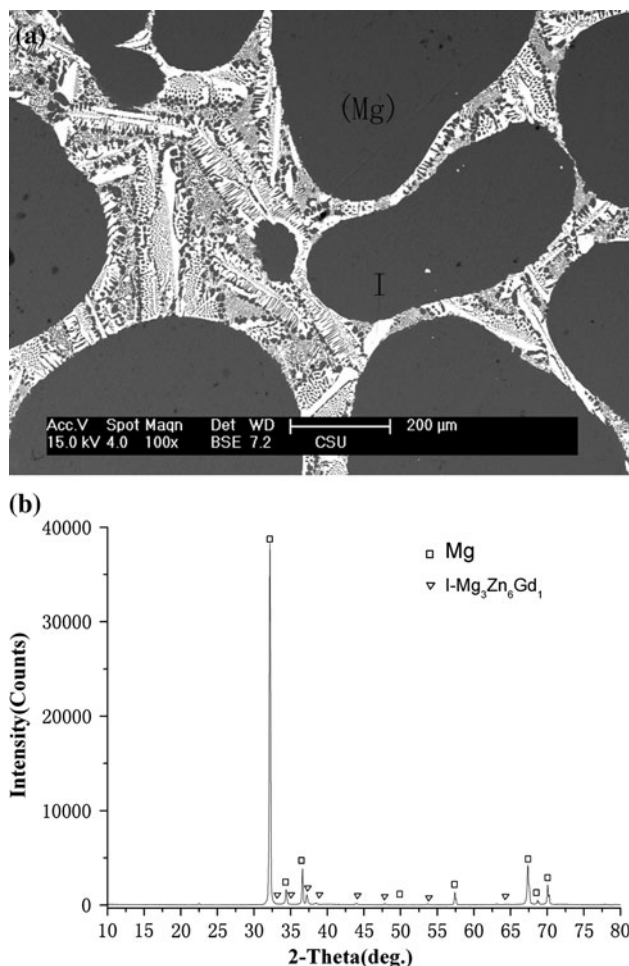 (a)
(Mg)
I
Acc.V Spot Magn Det WD 200 µm
15.0 kV 4.0 100x BSE 7.2 CSU
(b)
40000
30000
20000
10000
0
Intensity(Counts)
Mg
I-Mg₃Zn₆Gd₁
10 15 20 25 30 35 40 45 50 55 60 65 70 75 80
2-Theta(deg.)